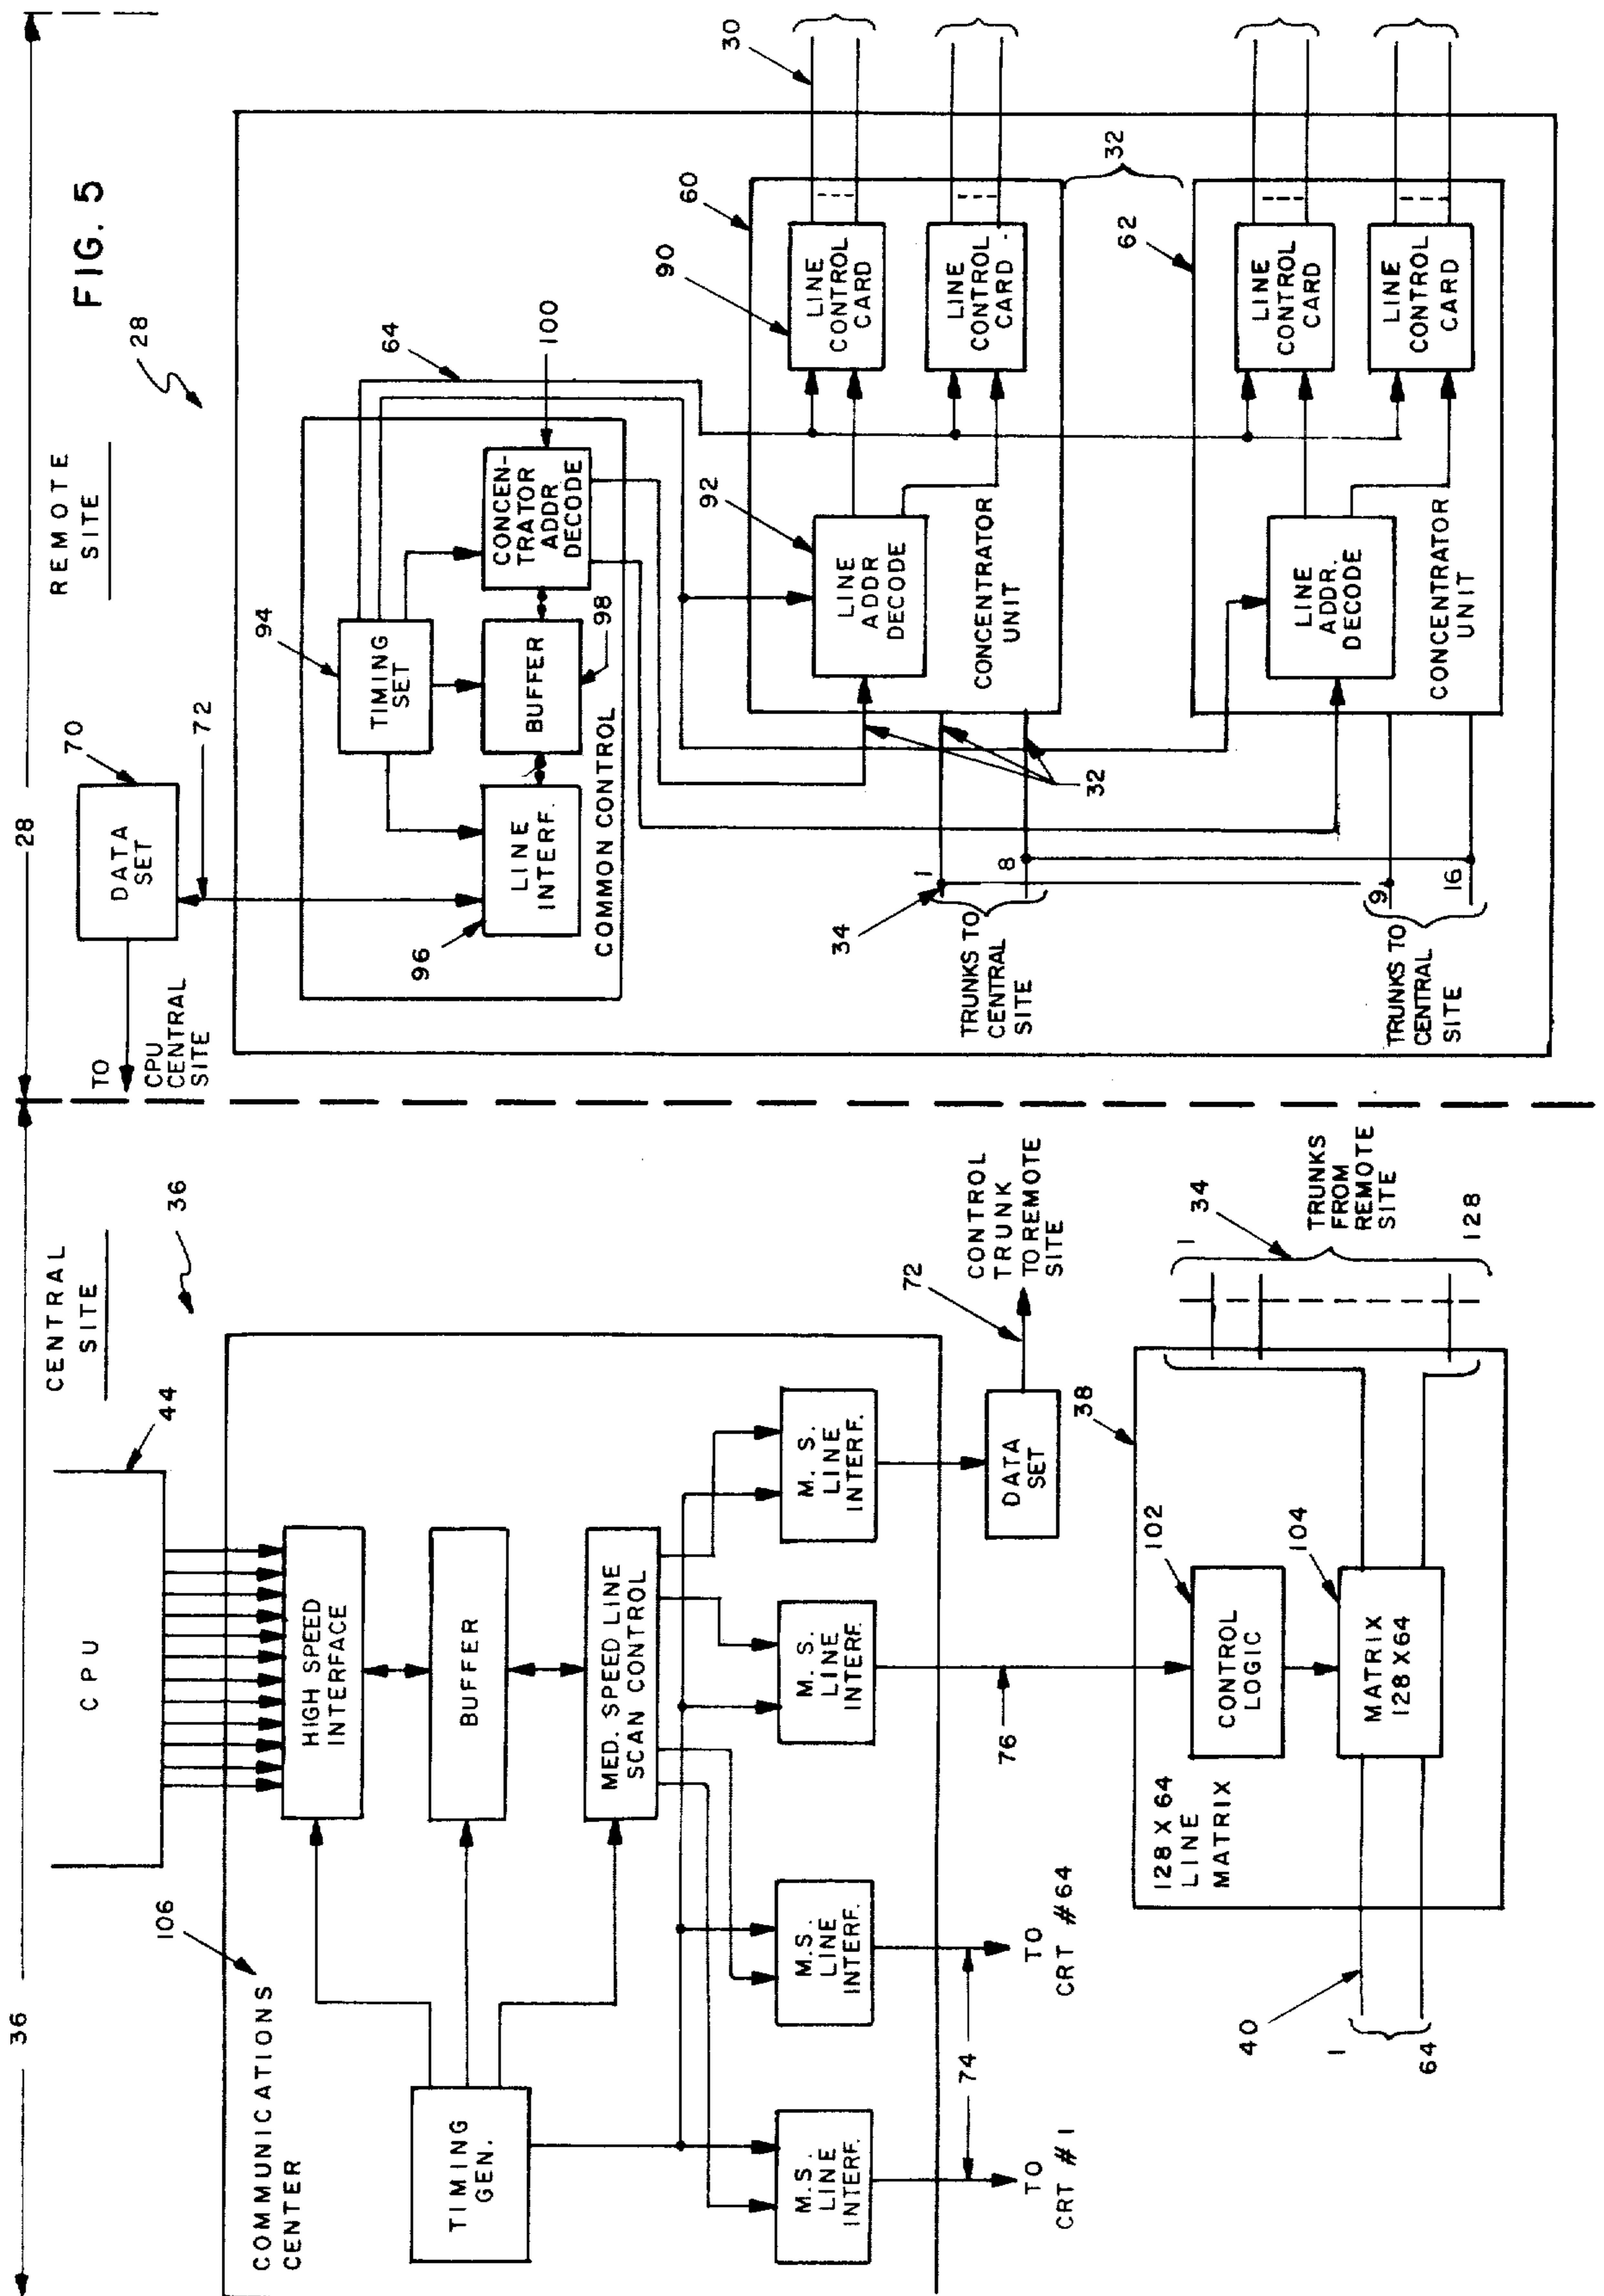 36
28
FIG. 5
CENTRAL
SITE
36
REMOTE
SITE
28
COMMUNICATIONS
CENTER
106
CPU
44
HIGH SPEED
INTERFACE
BUFFER
MED. SPEED LINE
SCAN CONTROL
TIMING
GEN.
M.S.
LINE
INTERF.
M.S.
LINE
INTERF.
M.S.
LINE
INTERF.
M. S.
LINE
INTERF.
TO
CRT #1
74
TO
CRT #64
76
DATA
SET
72
CONTROL
TRUNK
TO REMOTE
SITE
128 X 64
LINE
MATRIX
38
CONTROL
LOGIC
102
MATRIX
128X64
104
40
1
64
1
34
TRUNKS
FROM
REMOTE
SITE
128
TO
CPU
CENTRAL
SITE
DATA
SET
70
72
COMMON CONTROL
TIMING
SET
94
LINE
INTERF.
96
BUFFER
98
CONCEN-
TRATOR
ADDR
DECODE
100
64
CONCENTRATOR
UNIT
60
LINE
ADDR
DECODE
92
LINE
CONTROL
CARD
90
LINE
CONTROL
CARD
30
32
34
1
8
TRUNKS TO
CENTRAL
SITE
32
CONCENTRATOR
UNIT
62
LINE
ADDR.
DECODE
LINE
CONTROL
CARD
LINE
CONTROL
CARD
9
16
TRUNKS TO
CENTRAL
SITE